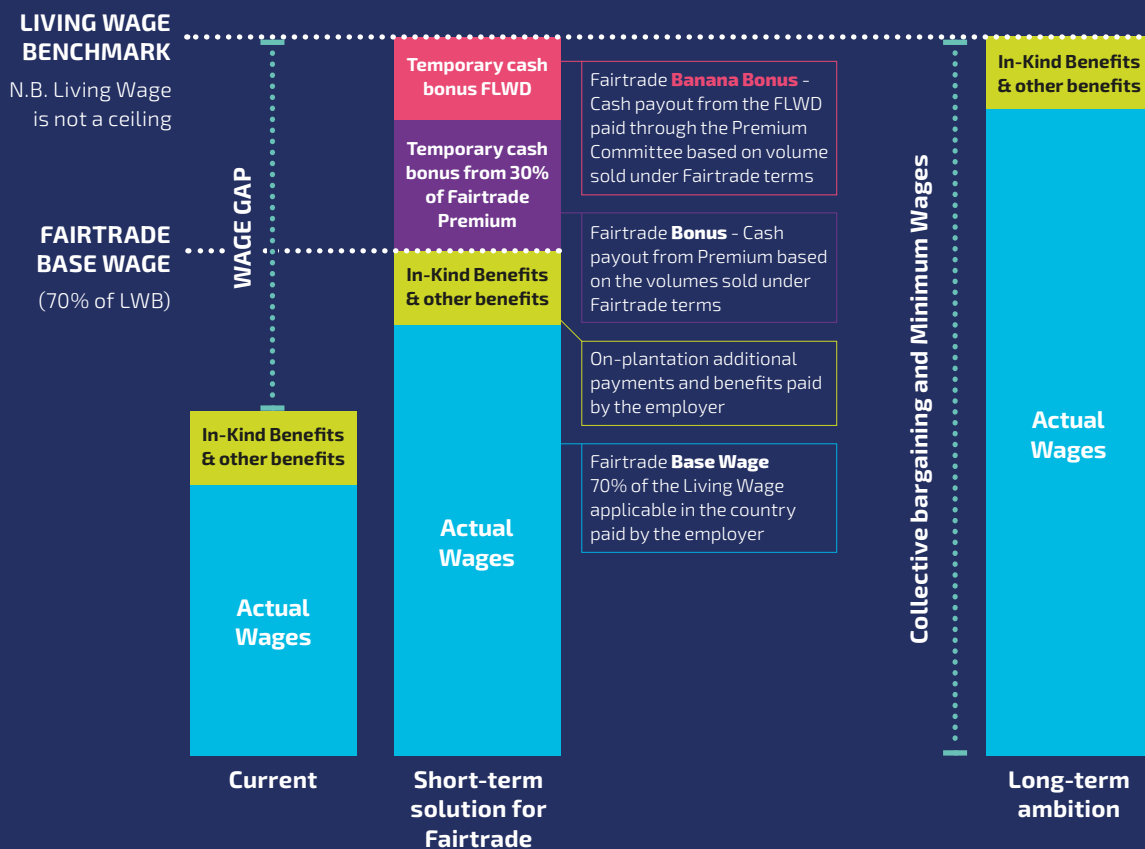 LIVING WAGE
BENCHMARK
N.B. Living Wage
is not a ceiling
FAIRTRADE
BASE WAGE
(70% of LWB)
WAGE GAP
In-Kind Benefits
& other benefits
Actual
Wages
Current
Temporary cash
bonus FLWD
Temporary cash
bonus from 30%
of Fairtrade
Premium
In-Kind Benefits
& other benefits
Actual
Wages
Short-term
solution for
Fairtrade
Fairtrade Banana Bonus -
Cash payout from the FLWD
paid through the Premium
Committee based on volume
sold under Fairtrade terms
Fairtrade Bonus - Cash
payout from Premium based
on the volumes sold under
Fairtrade terms
On-plantation additional
payments and benefits paid
by the employer
Fairtrade Base Wage
70% of the Living Wage
applicable in the country
paid by the employer
Collective bargaining and Minimum Wages
In-Kind Benefits
& other benefits
Actual
Wages
Long-term
ambition